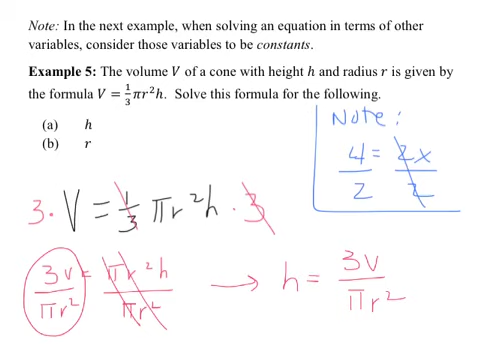 Note: In the next example, when solving an equation in terms of other
variables, consider those variables to be constants.
Example 5: The volume V of a cone with height h and radius r is given by
the formula V = 1/3 πr²h. Solve this formula for the following.
(a) h
(b) r
Note:
4/2 = 2x/2
3 · V = 1/3 πr²h · 3
3V/πr² = πr²h/πr² → h = 3V/πr²